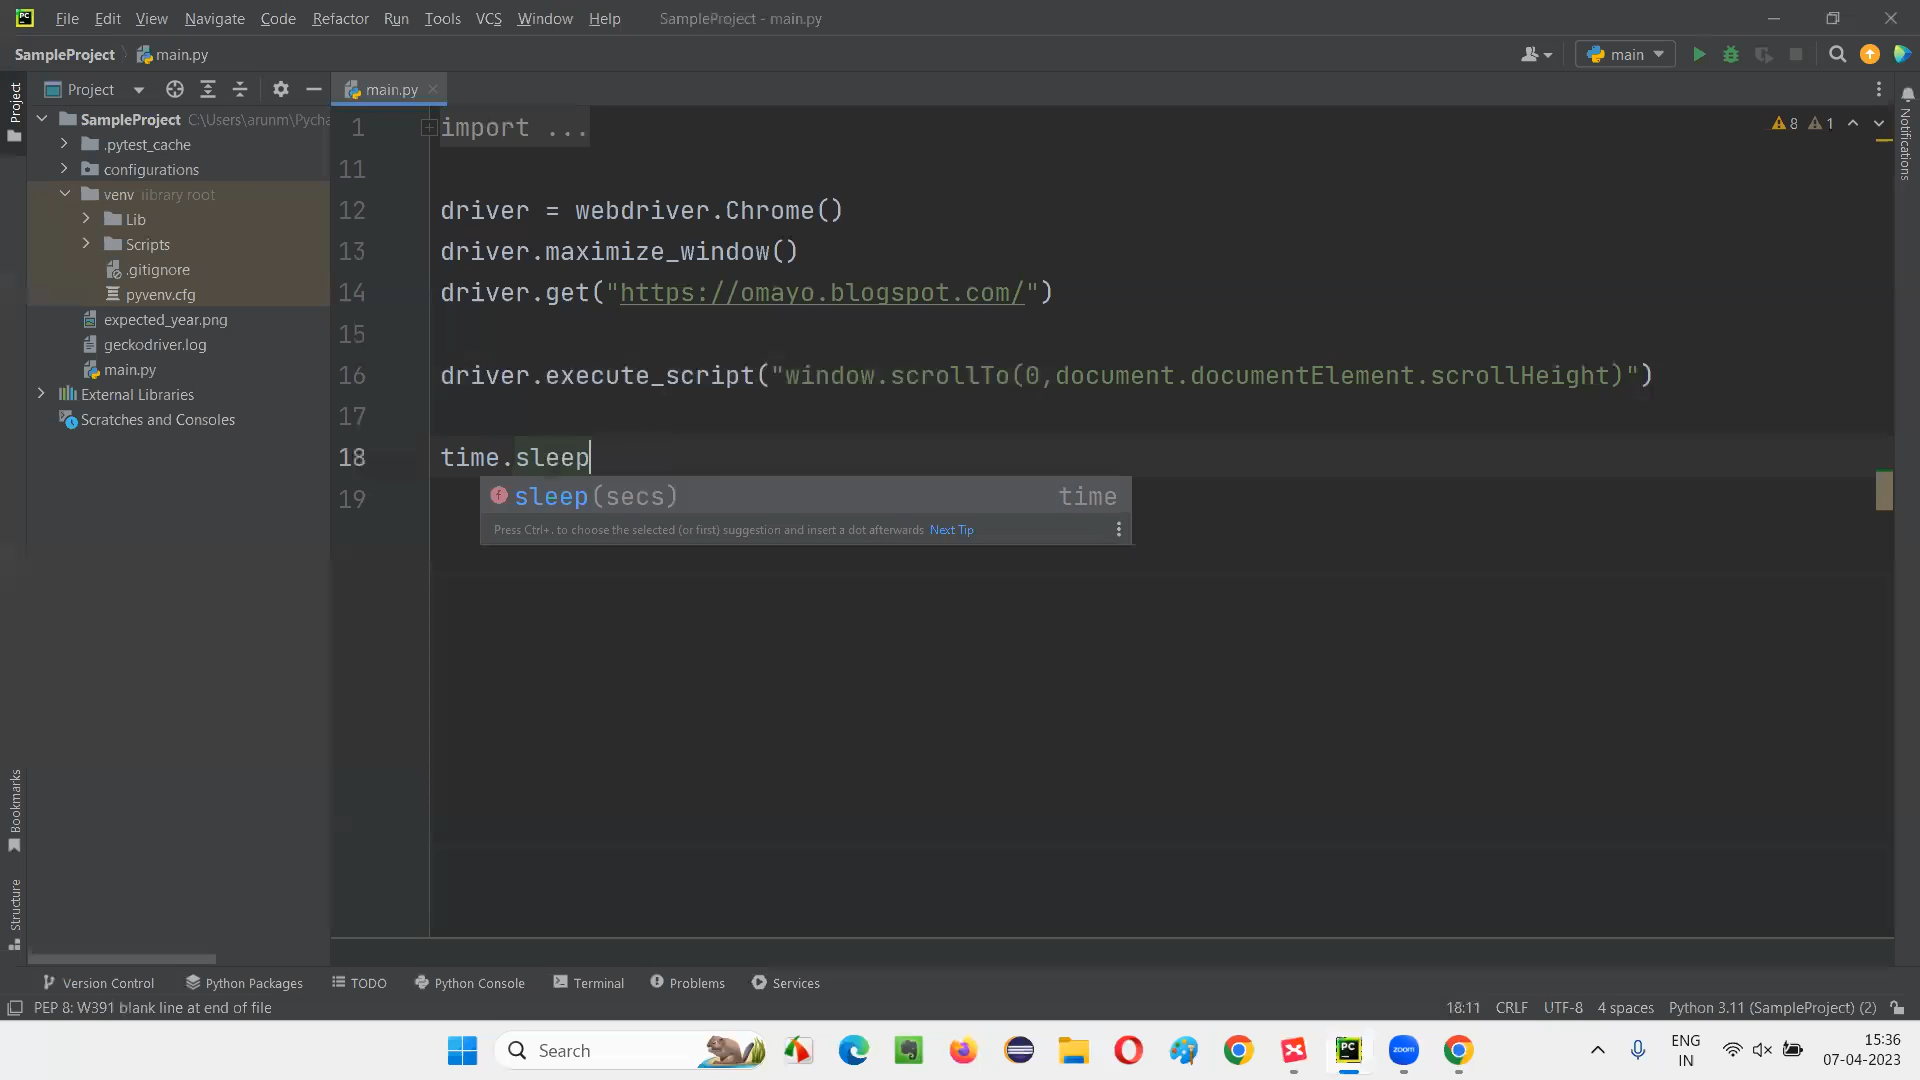 File Edit View Navigate Code Refactor Run Tools VCS Window Help SampleProject - main.py
SampleProject main.py main
Project main.py
SampleProject C:\Users\arunm\Pycha
.pytest_cache
configurations
venv library root
Lib
Scripts
.gitignore
pyvenv.cfg
expected_year.png
geckodriver.log
main.py
External Libraries
Scratches and Consoles
Project
Bookmarks
Structure
1 import ...
11
12 driver = webdriver.Chrome()
13 driver.maximize_window()
14 driver.get("https://omayo.blogspot.com/")
15
16 driver.execute_script("window.scrollTo(0,document.documentElement.scrollHeight)")
17
18 time.sleep
19
f sleep(secs) time
Press Ctrl+. to choose the selected (or first) suggestion and insert a dot afterwards Next Tip
8 1
Notifications
Version Control Python Packages TODO Python Console Terminal Problems Services
PEP 8: W391 blank line at end of file 18:11 CRLF UTF-8 4 spaces Python 3.11 (SampleProject) (2)
Search PC zoom ENG 15:36
IN 07-04-2023